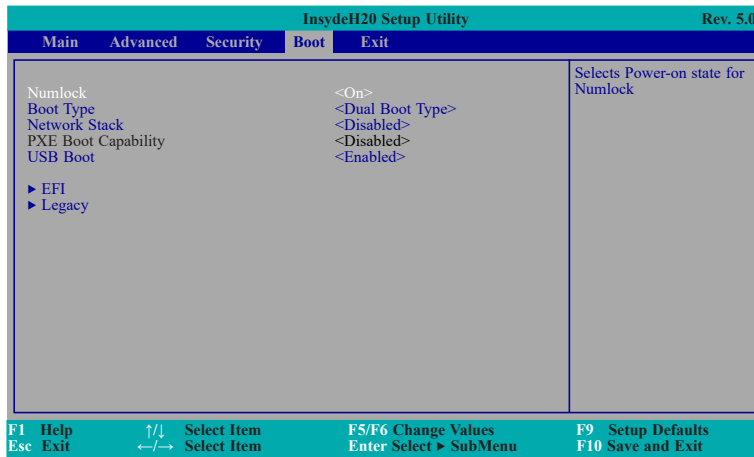 InsydeH20 Setup Utility Rev. 5.0
Main Advanced Security Boot Exit
Numlock <On>
Boot Type <Dual Boot Type>
Network Stack <Disabled>
PXE Boot Capability <Disabled>
USB Boot <Enabled>
► EFI
► Legacy
Selects Power-on state for
Numlock
F1 Help ↑/↓ Select Item F5/F6 Change Values F9 Setup Defaults
Esc Exit ←/→ Select Item Enter Select ► SubMenu F10 Save and Exit